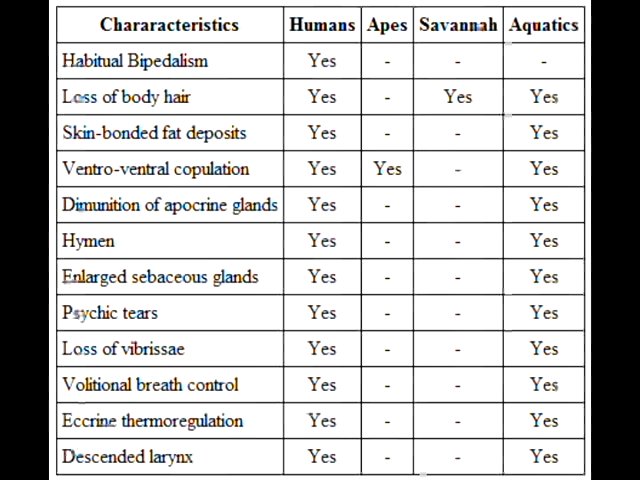 Chararacteristics Humans Apes Savannah Aquatics
Habitual Bipedalism Yes - - -
Loss of body hair Yes - Yes Yes
Skin-bonded fat deposits Yes - - Yes
Ventro-ventral copulation Yes Yes - Yes
Dimunition of apocrine glands Yes - - Yes
Hymen Yes - - Yes
Enlarged sebaceous glands Yes - - Yes
Psychic tears Yes - - Yes
Loss of vibrissae Yes - - Yes
Volitional breath control Yes - - Yes
Eccrine thermoregulation Yes - - Yes
Descended larynx Yes - - Yes